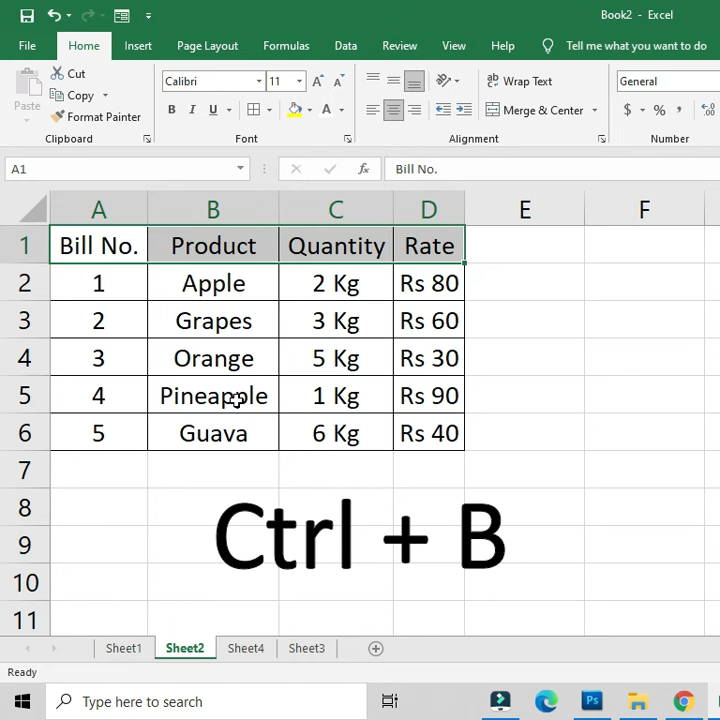 Book2 - Excel
File Home Insert Page Layout Formulas Data Review View Help Tell me what you want to do
Paste
Cut
Copy
Format Painter
Clipboard
Calibri 11
B I U A
Font
ab Wrap Text
Merge & Center
Alignment
General
$ % ,
Number
A1 fx Bill No.
A B C D E F
1 Bill No. Product Quantity Rate
2 1 Apple 2 Kg Rs 80
3 2 Grapes 3 Kg Rs 60
4 3 Orange 5 Kg Rs 30
5 4 Pineapple 1 Kg Rs 90
6 5 Guava 6 Kg Rs 40
7
8
Ctrl + B
9
10
11
Sheet1 Sheet2 Sheet4 Sheet3
Ready
Type here to search
Ps